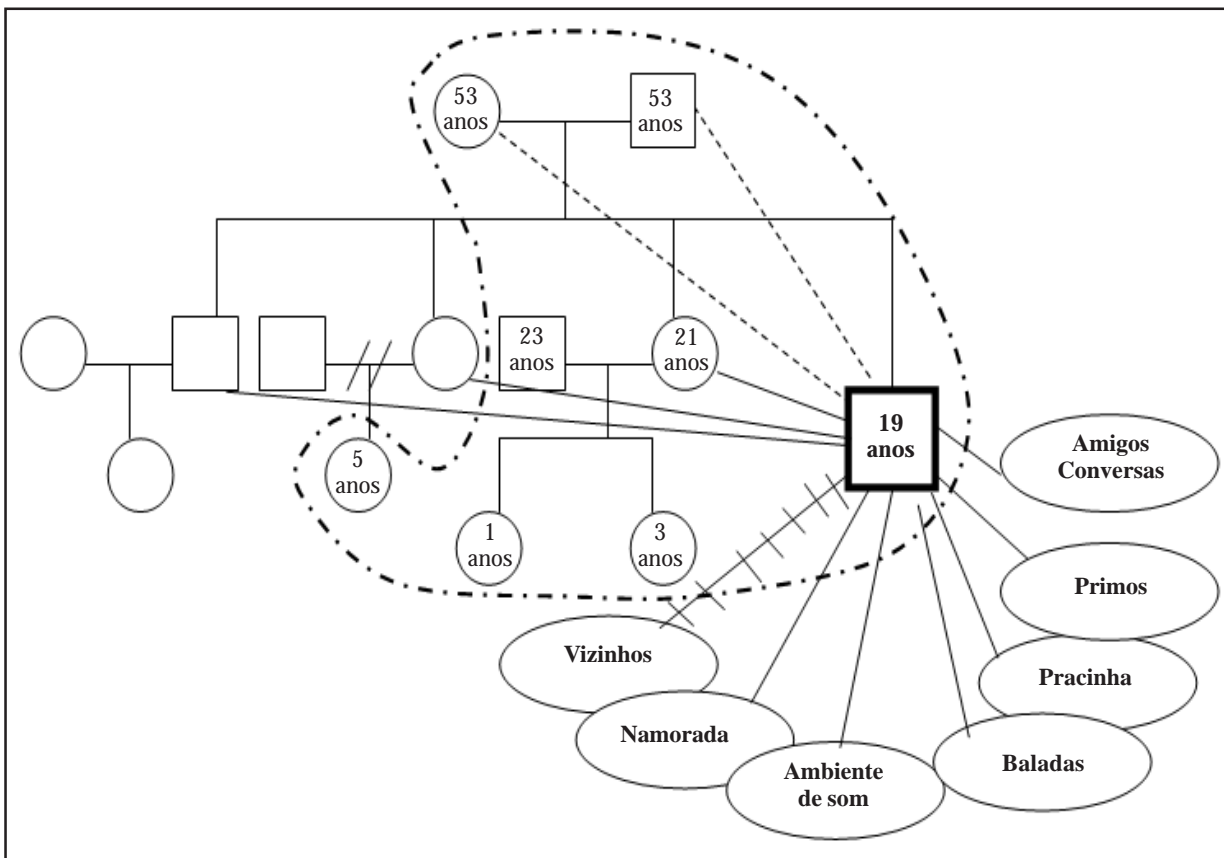 53
anos
53
anos
23
anos
21
anos
19
anos
5
anos
1
anos
3
anos
Amigos
Conversas
Primos
Pracinha
Baladas
Ambiente
de som
Namorada
Vizinhos